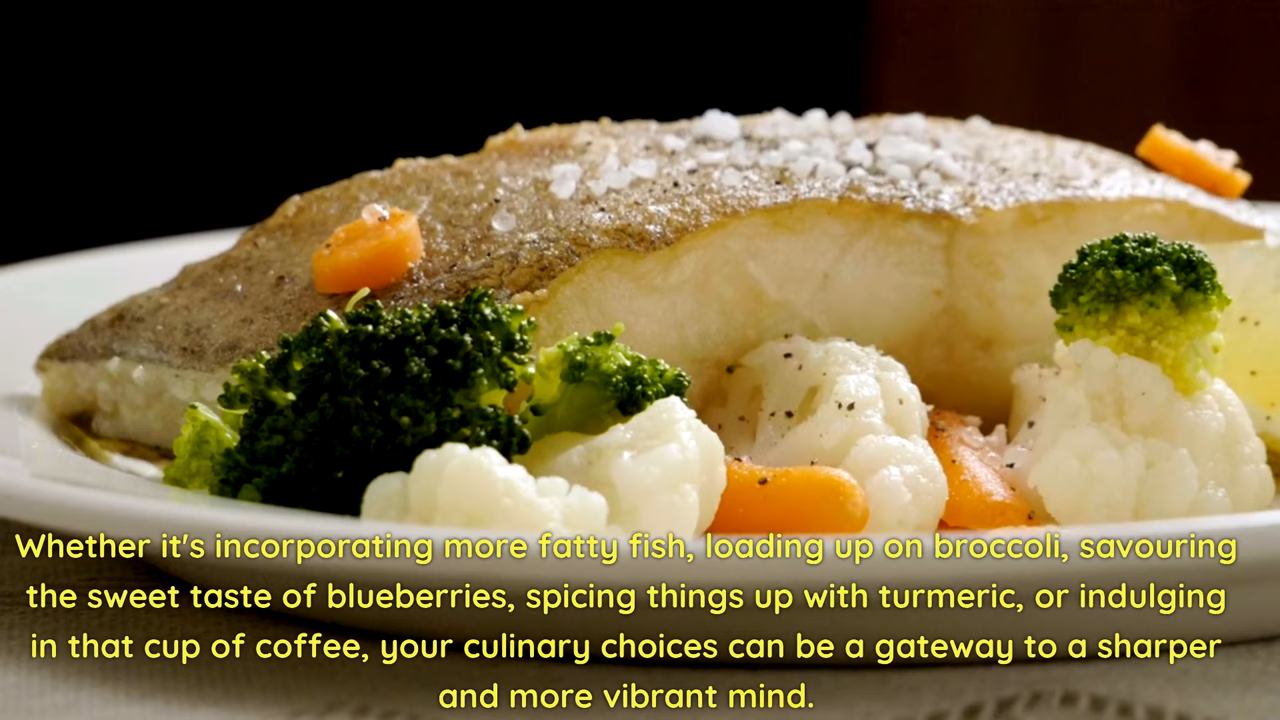 Whether it's incorporating more fatty fish, loading up on broccoli, savouring
the sweet taste of blueberries, spicing things up with turmeric, or indulging
in that cup of coffee, your culinary choices can be a gateway to a sharper
and more vibrant mind.